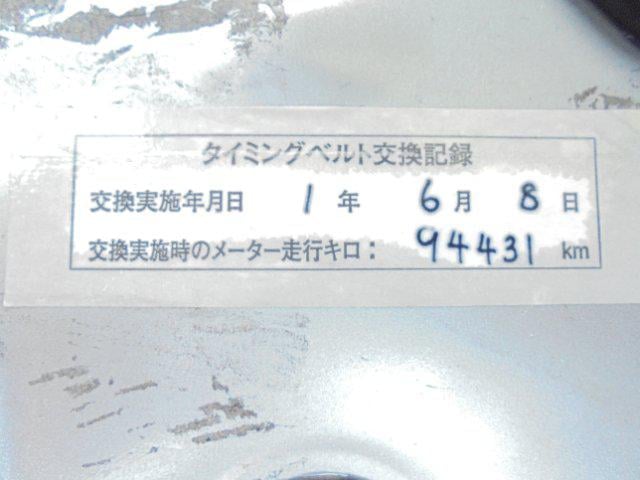 タイミングベルト交換記録
交換実施年月日 1 年 6 月 8 日
交換実施時のメーター走行キロ： 94431 km